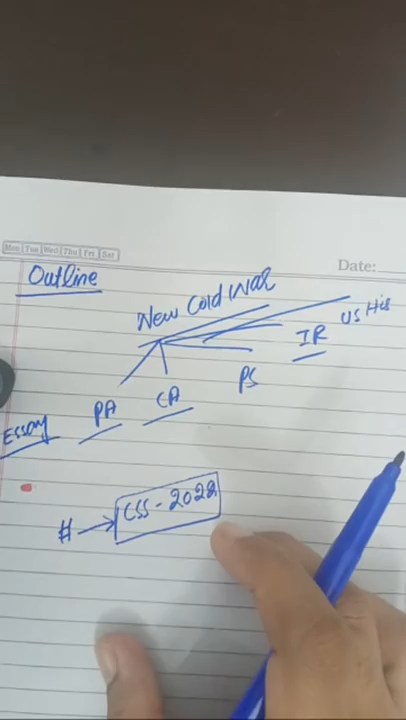 Mon Tue Wed Thu Fri Sat
Outline
Date:
New Cold War
US His
IR
PS
CA
PA
Essay
# → CSS - 2022